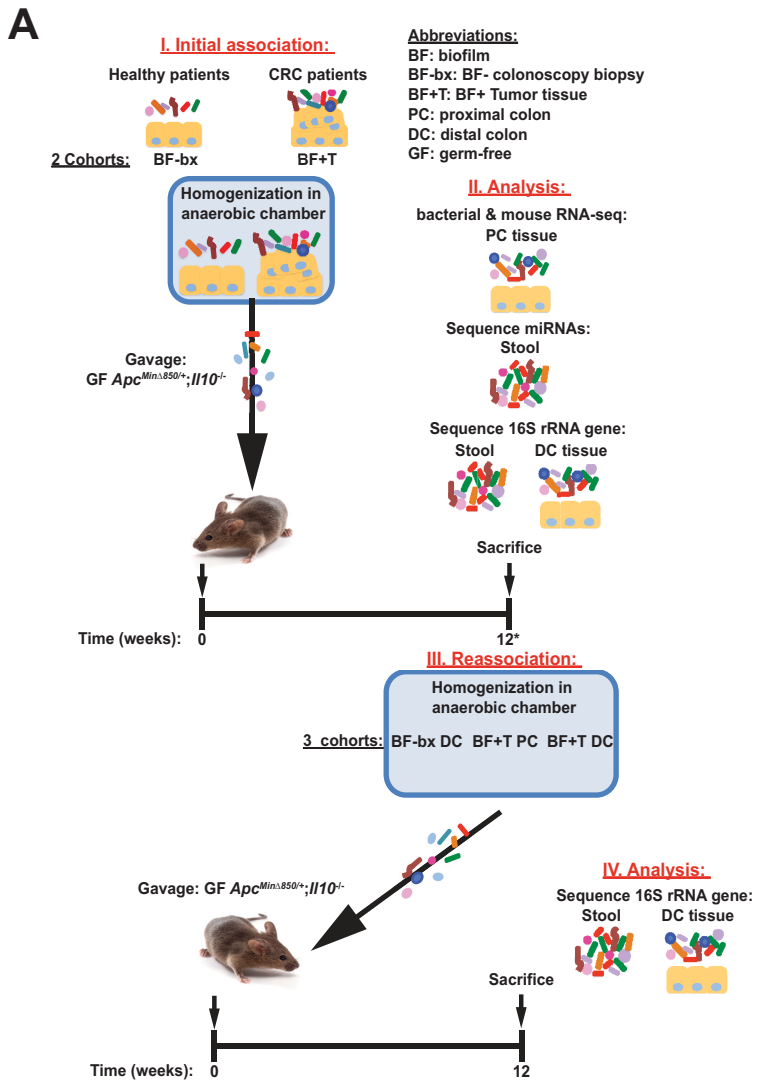 A
I. Initial association:
Healthy patients
CRC patients
2 Cohorts:
BF-bx
BF+T
Homogenization in
anaerobic chamber
Gavage:
GF Apc^MinΔ850/+;Il10^-/-
Abbreviations:
BF: biofilm
BF-bx: BF- colonoscopy biopsy
BF+T: BF+ Tumor tissue
PC: proximal colon
DC: distal colon
GF: germ-free
II. Analysis:
bacterial & mouse RNA-seq:
PC tissue
Sequence miRNAs:
Stool
Sequence 16S rRNA gene:
Stool
DC tissue
Sacrifice
Time (weeks):
0
12*
III. Reassociation:
Homogenization in
anaerobic chamber
3 cohorts:
BF-bx DC BF+T PC BF+T DC
Gavage: GF Apc^MinΔ850/+;Il10^-/-
IV. Analysis:
Sequence 16S rRNA gene:
Stool
DC tissue
Sacrifice
Time (weeks):
0
12